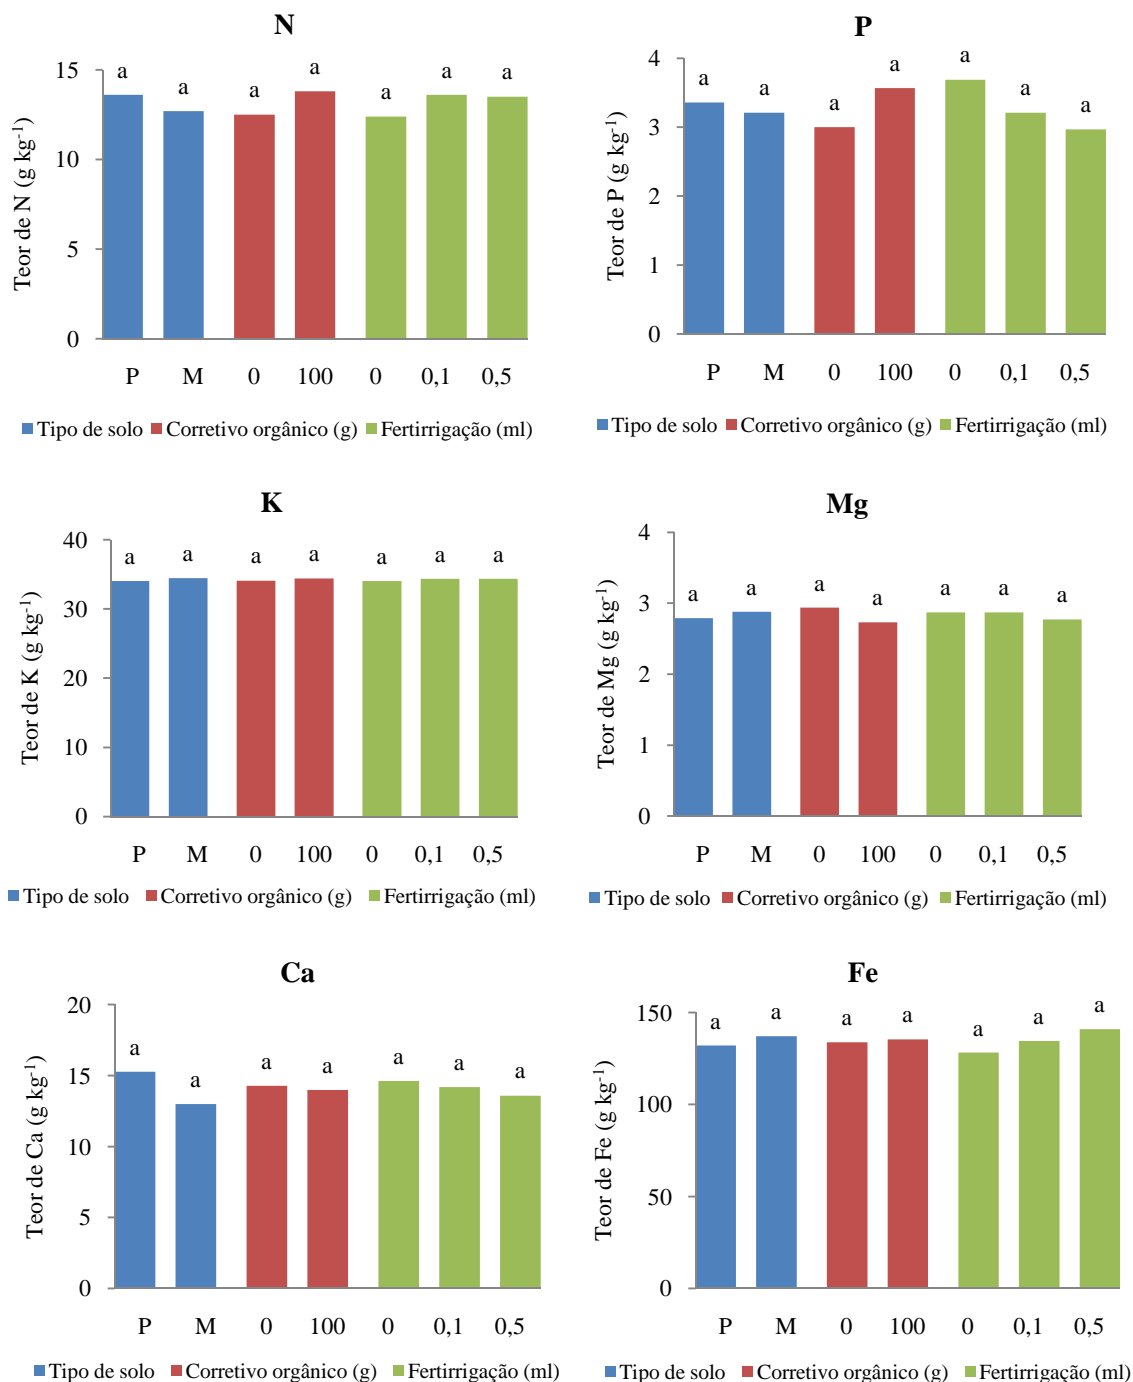 N
a a a a a a a
15
10
5
0
Teor de N (g kg-1)
P M 0 100 0 0,1 0,5
Tipo de solo Corretivo orgânico (g) Fertirrigação (ml)
P
a a a a a a a
4
3
2
1
0
Teor de P (g kg-1)
P M 0 100 0 0,1 0,5
Tipo de solo Corretivo orgânico (g) Fertirrigação (ml)
K
a a a a a a a
40
30
20
10
0
Teor de K (g kg-1)
P M 0 100 0 0,1 0,5
Tipo de solo Corretivo orgânico (g) Fertirrigação (ml)
Mg
a a a a a a a
4
3
2
1
0
Teor de Mg (g kg-1)
P M 0 100 0 0,1 0,5
Tipo de solo Corretivo orgânico (g) Fertirrigação (ml)
Ca
a a a a a a a
20
15
10
5
0
Teor de Ca (g kg-1)
P M 0 100 0 0,1 0,5
Tipo de solo Corretivo orgânico (g) Fertirrigação (ml)
Fe
a a a a a a a
150
100
50
0
Teor de Fe (g kg-1)
P M 0 100 0 0,1 0,5
Tipo de solo Corretivo orgânico (g) Fertirrigação (ml)